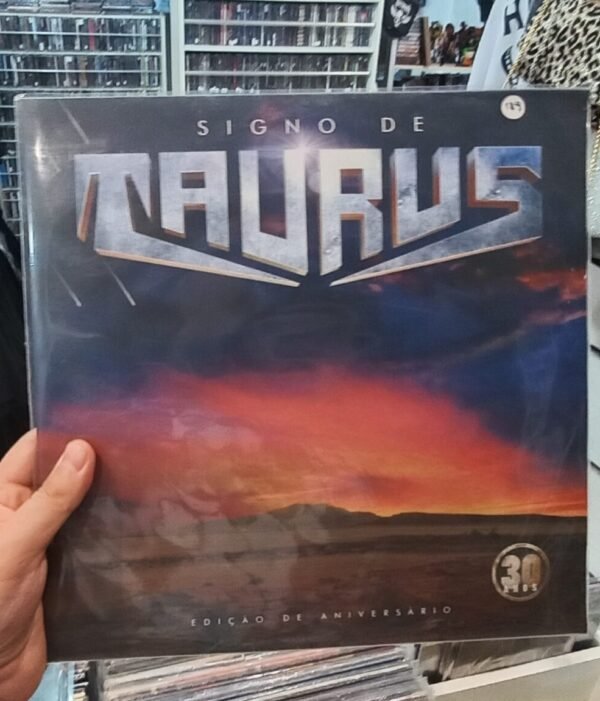 SIGNO DE
TAURUS
30
ANOS
EDIÇÃO DE ANIVERSÁRIO